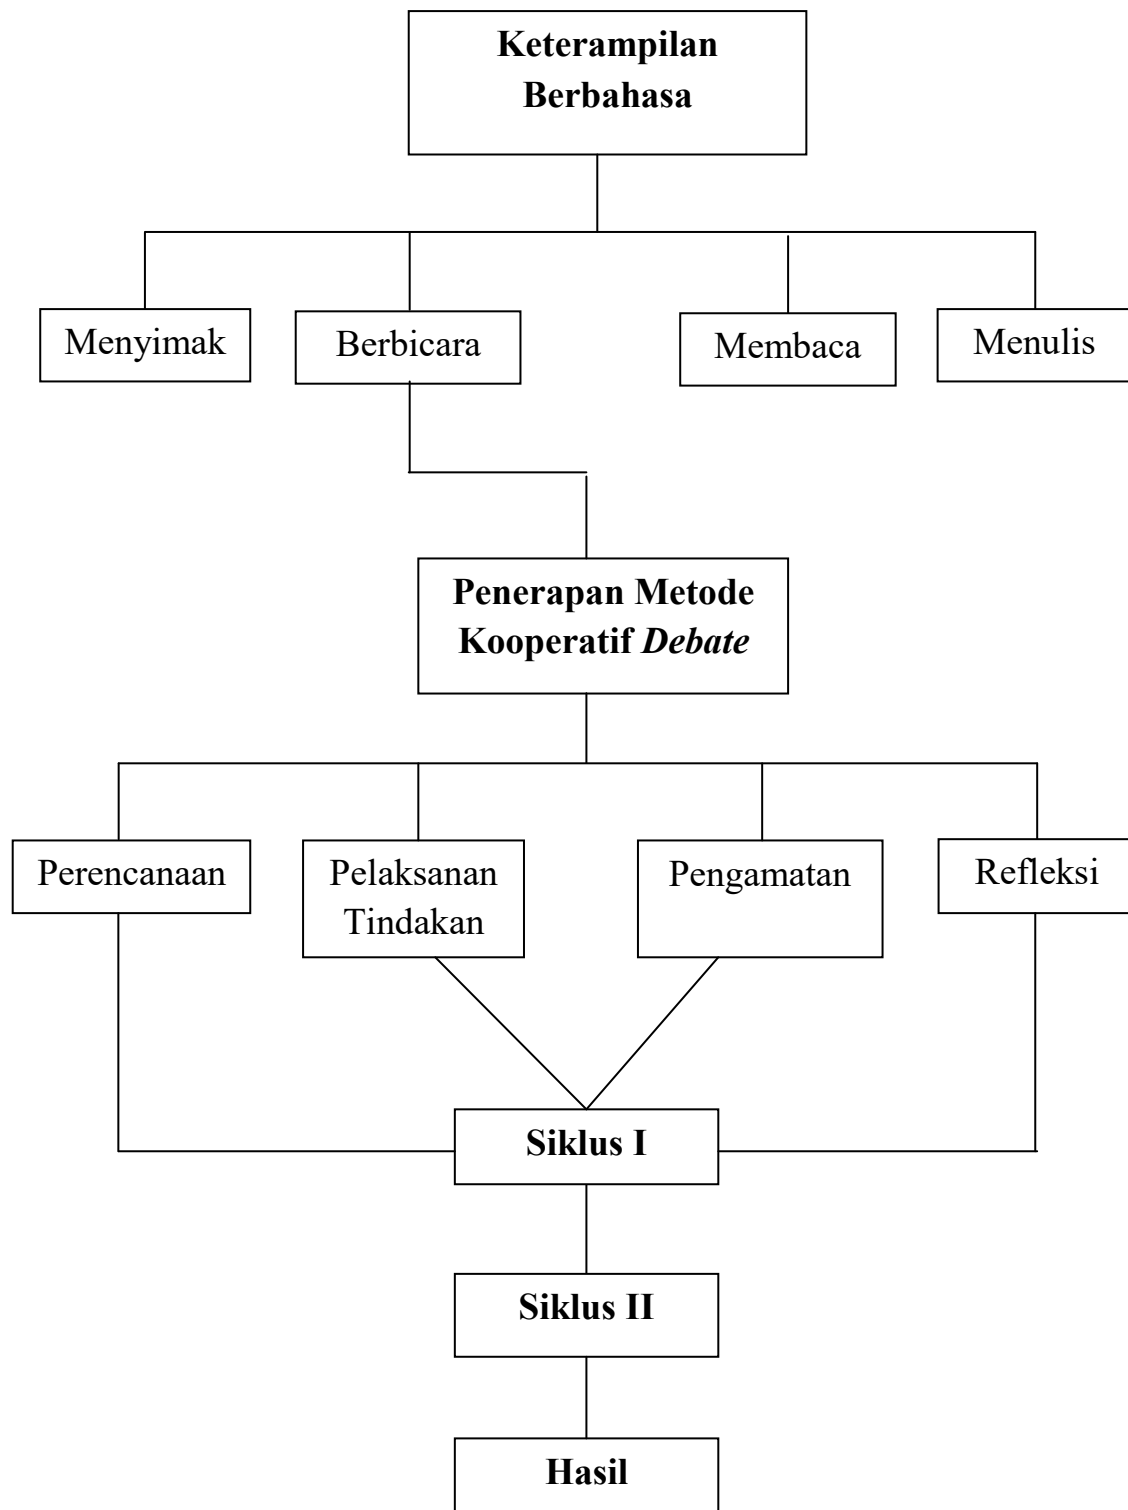 Keterampilan
Berbahasa
Menyimak
Berbicara
Membaca
Menulis
Penerapan Metode
Kooperatif Debate
Perencanaan
Pelaksanan
Tindakan
Pengamatan
Refleksi
Siklus I
Siklus II
Hasil